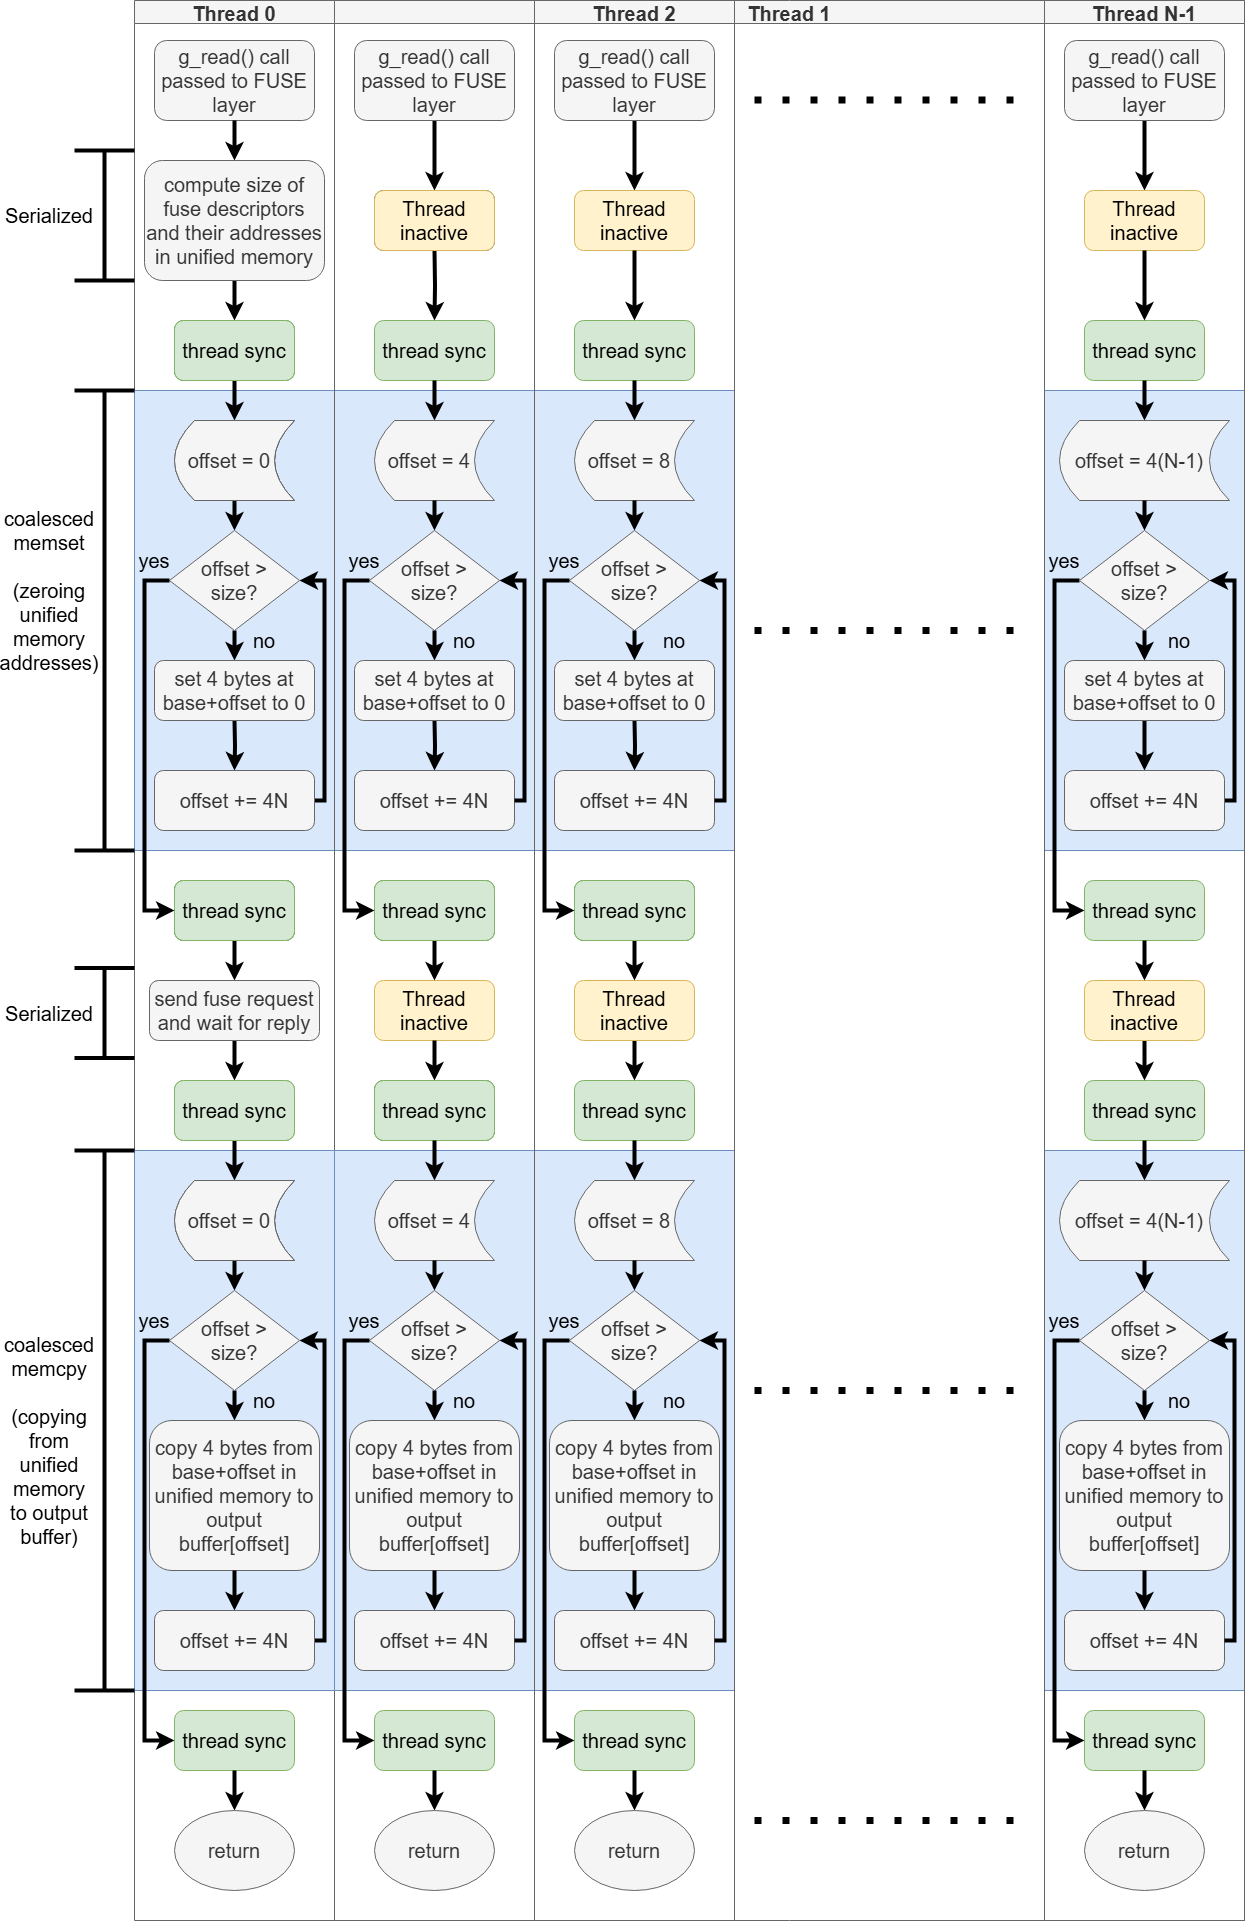 Thread 0
Thread 2
Thread 1
Thread N-1
g_read() call
passed to FUSE
layer
g_read() call
passed to FUSE
layer
g_read() call
passed to FUSE
layer
g_read() call
passed to FUSE
layer
Serialized
compute size of
fuse descriptors
and their addresses
in unified memory
Thread
inactive
Thread
inactive
Thread
inactive
thread sync
thread sync
thread sync
thread sync
coalesced
memset
(zeroing
unified
memory
addresses)
offset = 0
offset = 4
offset = 8
offset = 4(N-1)
yes
offset >
size?
no
yes
offset >
size?
no
yes
offset >
size?
no
yes
offset >
size?
no
set 4 bytes at
base+offset to 0
set 4 bytes at
base+offset to 0
set 4 bytes at
base+offset to 0
set 4 bytes at
base+offset to 0
offset += 4N
offset += 4N
offset += 4N
offset += 4N
thread sync
thread sync
thread sync
thread sync
Serialized
send fuse request
and wait for reply
Thread
inactive
Thread
inactive
Thread
inactive
thread sync
thread sync
thread sync
thread sync
coalesced
memcpy
(copying
from
unified
memory
to output
buffer)
offset = 0
offset = 4
offset = 8
offset = 4(N-1)
yes
offset >
size?
no
yes
offset >
size?
no
yes
offset >
size?
no
yes
offset >
size?
no
copy 4 bytes from
base+offset in
unified memory to
output
buffer[offset]
copy 4 bytes from
base+offset in
unified memory to
output
buffer[offset]
copy 4 bytes from
base+offset in
unified memory to
output
buffer[offset]
copy 4 bytes from
base+offset in
unified memory to
output
buffer[offset]
offset += 4N
offset += 4N
offset += 4N
offset += 4N
thread sync
thread sync
thread sync
thread sync
return
return
return
return